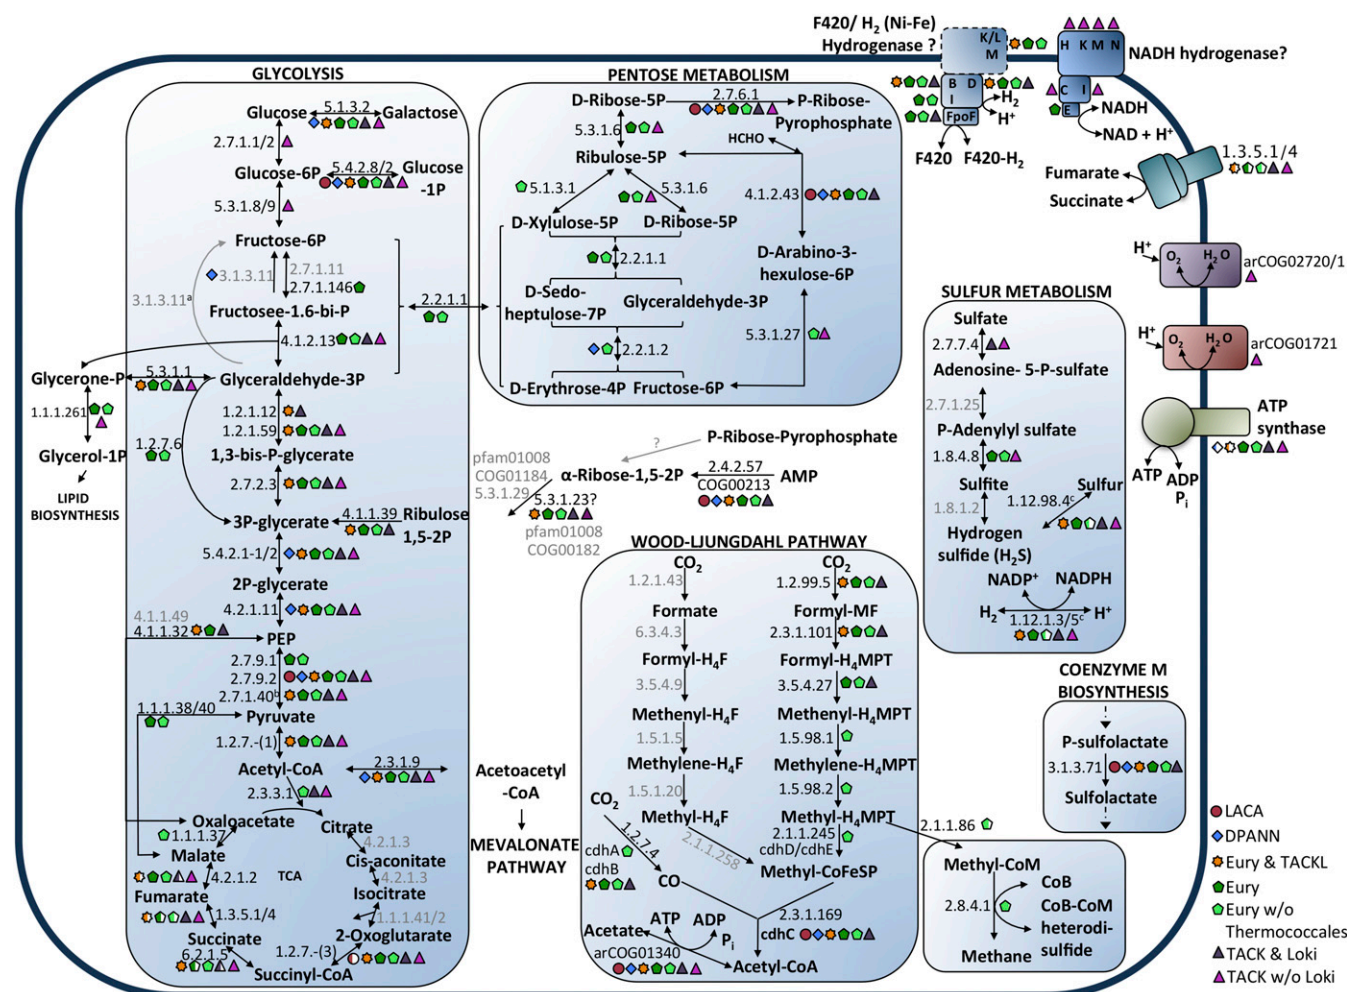 F420/ H2 (Ni-Fe)
Hydrogenase ?
K/L
M
B D
I
FpoF
H2
H+
F420
F420-H2
H K M N
C I
E
NADH hydrogenase?
NADH
NAD + H+
1.3.5.1/4
Fumarate
Succinate
H+
O2
H2O
arCOG02720/1
H+
O2
H2O
arCOG01721
ATP
synthase
ATP
ADP
Pi
GLYCOLYSIS
Glucose
5.1.3.2
Galactose
2.7.1.1/2
Glucose-6P
5.4.2.8/2
Glucose
-1P
5.3.1.8/9
Fructose-6P
3.1.3.11
2.7.1.11
2.7.1.146
3.1.3.11a
Fructosee-1.6-bi-P
4.1.2.13
Glycerone-P
5.3.1.1
Glyceraldehyde-3P
1.1.1.261
Glycerol-1P
LIPID
BIOSYNTHESIS
1.2.7.6
1.2.1.12
1.2.1.59
1,3-bis-P-glycerate
2.7.2.3
3P-glycerate
4.1.1.39
Ribulose
1,5-2P
5.4.2.1-1/2
2P-glycerate
4.2.1.11
4.1.1.49
4.1.1.32
PEP
2.7.9.1
2.7.9.2
2.7.1.40b
1.1.1.38/40
Pyruvate
1.2.7.-(1)
Acetyl-CoA
2.3.1.9
Acetoacetyl
-CoA
MEVALONATE
PATHWAY
2.3.3.1
Oxaloacetate
Citrate
1.1.1.37
4.2.1.3
Malate
Cis-aconitate
4.2.1.2
TCA
4.2.1.3
Fumarate
Isocitrate
1.3.5.1/4
1.1.1.41/2
Succinate
2-Oxoglutarate
6.2.1.5
1.2.7.-(3)
Succinyl-CoA
2.2.1.1
PENTOSE METABOLISM
D-Ribose-5P
2.7.6.1
P-Ribose-
Pyrophosphate
5.3.1.6
HCHO
Ribulose-5P
5.1.3.1
5.3.1.6
4.1.2.43
D-Xylulose-5P
D-Ribose-5P
2.2.1.1
D-Arabino-3-
hexulose-6P
D-Sedo-
heptulose-7P
Glyceraldehyde-3P
5.3.1.27
2.2.1.2
D-Erythrose-4P
Fructose-6P
P-Ribose-Pyrophosphate
?
pfam01008
COG01184
5.3.1.29
α-Ribose-1,5-2P
2.4.2.57
COG00213
AMP
5.3.1.23?
pfam01008
COG00182
WOOD-LJUNGDAHL PATHWAY
CO2
CO2
1.2.1.43
1.2.99.5
Formate
Formyl-MF
6.3.4.3
2.3.1.101
Formyl-H4F
Formyl-H4MPT
3.5.4.9
3.5.4.27
Methenyl-H4F
Methenyl-H4MPT
1.5.1.5
1.5.98.1
Methylene-H4F
Methylene-H4MPT
1.5.1.20
1.5.98.2
CO2
Methyl-H4F
Methyl-H4MPT
1.2.7.4
cdhA
cdhB
2.1.1.258
2.1.1.245
cdhD/cdhE
CO
Methyl-CoFeSP
ATP
ADP
Pi
2.3.1.169
cdhC
Acetate
arCOG01340
Acetyl-CoA
2.1.1.86
Methyl-CoM
2.8.4.1
CoB
CoB-CoM
heterodi-
sulfide
Methane
SULFUR METABOLISM
Sulfate
2.7.7.4
Adenosine- 5-P-sulfate
2.7.1.25
P-Adenylyl sulfate
1.8.4.8
Sulfite
1.12.98.4c
Sulfur
1.8.1.2
Hydrogen
sulfide (H2S)
NADP+
NADPH
H2
H+
1.12.1.3/5c
COENZYME M
BIOSYNTHESIS
P-sulfolactate
3.1.3.71
Sulfolactate
LACA
DPANN
Eury & TACKL
Eury
Eury w/o
Thermococcales
TACK & Loki
TACK w/o Loki